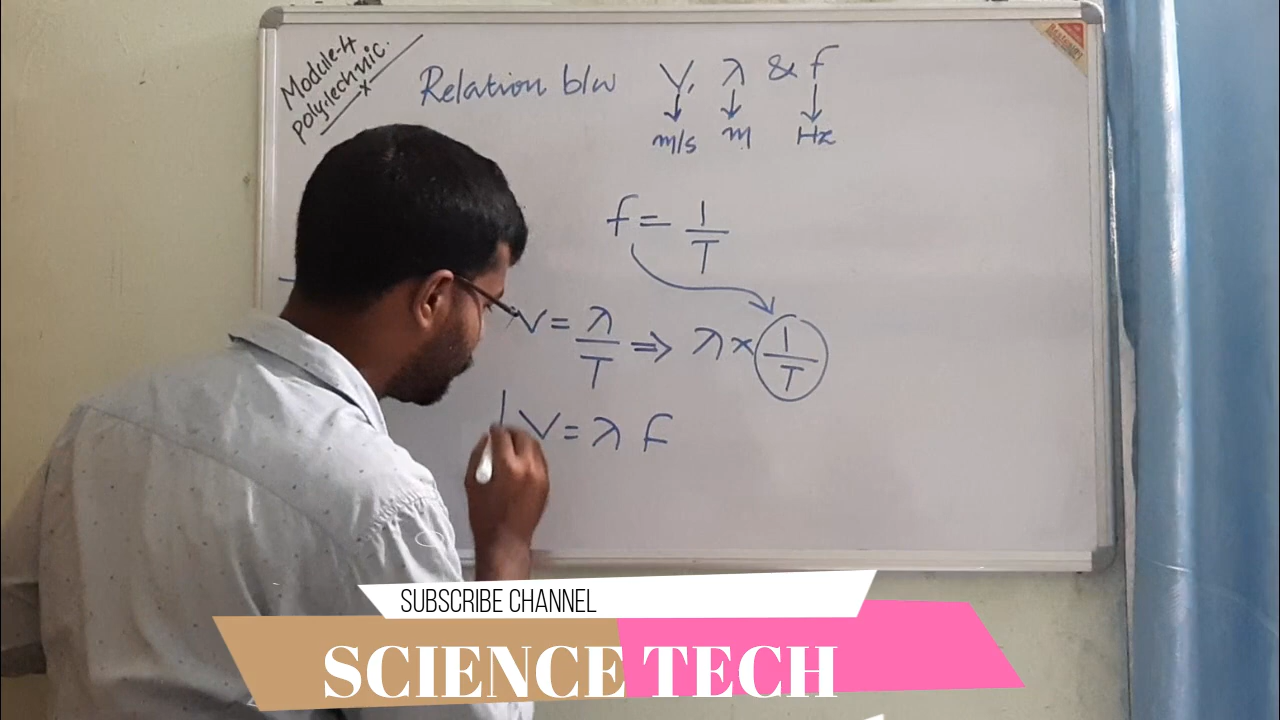 Module-4
polytechnic.
x
Relation b/w V, λ & f
m/s m Hz
f = 1/T
V = λ/T ⇒ λ × 1/T
V = λ f
SUBSCRIBE CHANNEL
SCIENCE TECH